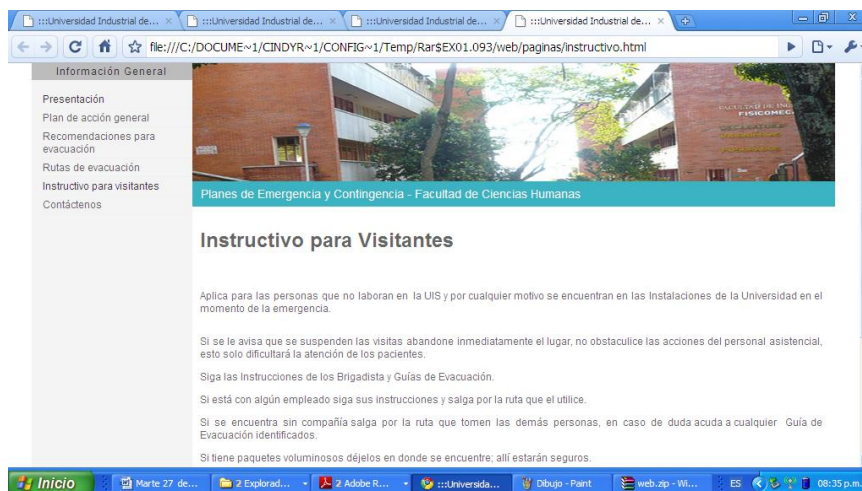 :::Universidad Industrial de... :::Universidad Industrial de... :::Universidad Industrial de... :::Universidad Industrial de...
file:///C:/DOCUME~1/CINDYR~1/CONFIG~1/Temp/Rar$EX01.093/web/paginas/instructivo.html
Información General
Presentación
Plan de acción general
Recomendaciones para
evacuación
Rutas de evacuación
Instructivo para visitantes
Contáctenos
FISICOMEC
Planes de Emergencia y Contingencia - Facultad de Ciencias Humanas
Instructivo para Visitantes
Aplica para las personas que no laboran en la UIS y por cualquier motivo se encuentran en las Instalaciones de la Universidad en el
momento de la emergencia.
Si se le avisa que se suspenden las visitas abandone inmediatamente el lugar, no obstaculice las acciones del personal asistencial,
esto solo dificultará la atención de los pacientes.
Siga las Instrucciones de los Brigadista y Guías de Evacuación.
Si está con algún empleado siga sus instrucciones y salga por la ruta que el utilice.
Si se encuentra sin compañía salga por la ruta que tomen las demás personas, en caso de duda acuda a cualquier Guía de
Evacuación identificados.
Si tiene paquetes voluminosos déjelos en donde se encuentre; allí estarán seguros.
Inicio Marte 27 de... 2 Explorad... 2 Adobe R... :::Universida... Dibujo - Paint web.zip - Wi... ES 08:35 p.m.